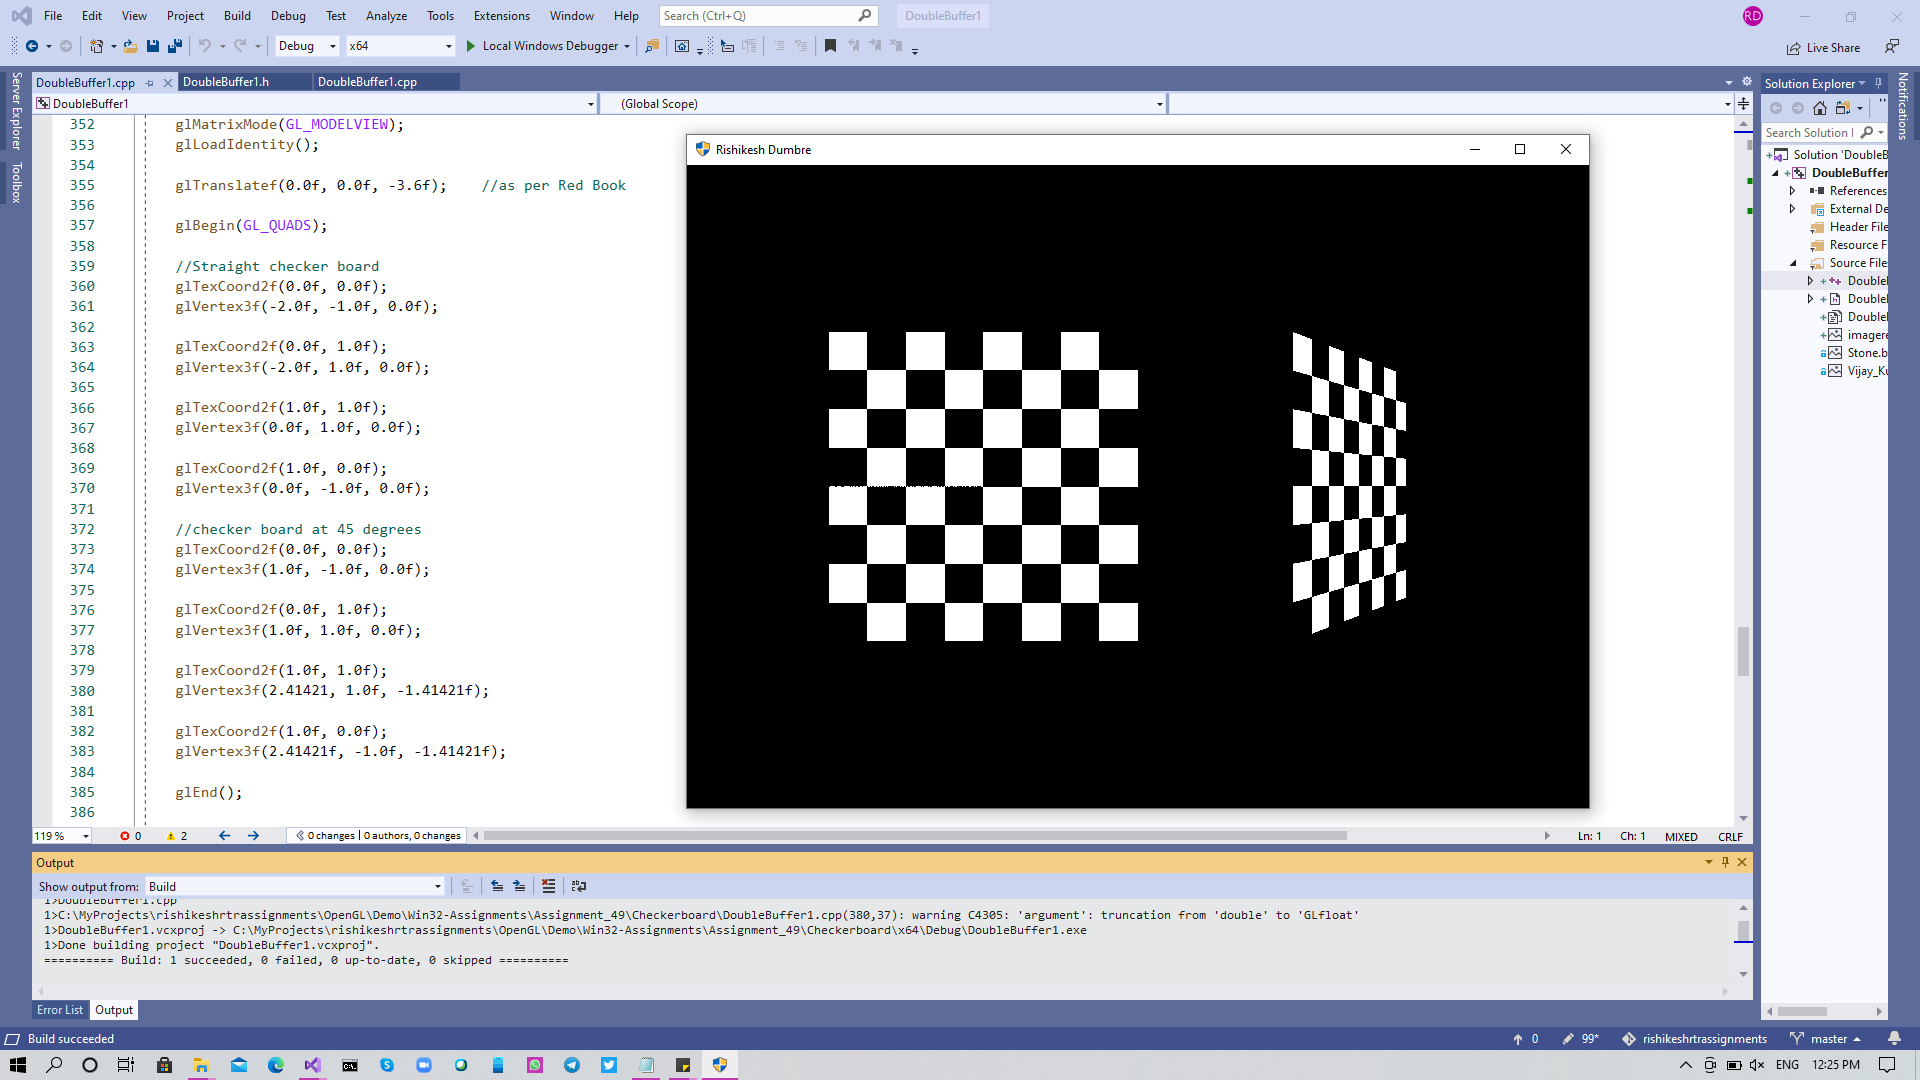 File Edit View Project Build Debug Test Analyze Tools Extensions Window Help Search (Ctrl+Q) DoubleBuffer1 RD
Debug x64 Local Windows Debugger Live Share
Server Explorer
Toolbox
DoubleBuffer1.cpp DoubleBuffer1.h DoubleBuffer1.cpp
DoubleBuffer1 (Global Scope)
352 glMatrixMode(GL_MODELVIEW);
353 glLoadIdentity();
354
355 glTranslatef(0.0f, 0.0f, -3.6f); //as per Red Book
356
357 glBegin(GL_QUADS);
358
359 //Straight checker board
360 glTexCoord2f(0.0f, 0.0f);
361 glVertex3f(-2.0f, -1.0f, 0.0f);
362
363 glTexCoord2f(0.0f, 1.0f);
364 glVertex3f(-2.0f, 1.0f, 0.0f);
365
366 glTexCoord2f(1.0f, 1.0f);
367 glVertex3f(0.0f, 1.0f, 0.0f);
368
369 glTexCoord2f(1.0f, 0.0f);
370 glVertex3f(0.0f, -1.0f, 0.0f);
371
372 //checker board at 45 degrees
373 glTexCoord2f(0.0f, 0.0f);
374 glVertex3f(1.0f, -1.0f, 0.0f);
375
376 glTexCoord2f(0.0f, 1.0f);
377 glVertex3f(1.0f, 1.0f, 0.0f);
378
379 glTexCoord2f(1.0f, 1.0f);
380 glVertex3f(2.41421, 1.0f, -1.41421f);
381
382 glTexCoord2f(1.0f, 0.0f);
383 glVertex3f(2.41421f, -1.0f, -1.41421f);
384
385 glEnd();
386
Rishikesh Dumbre
119 % 0 2 0 changes | 0 authors, 0 changes Ln: 1 Ch: 1 MIXED CRLF
Output
Show output from: Build
1>DoubleBuffer1.cpp
1>C:\MyProjects\rishikeshrtrassignments\OpenGL\Demo\Win32-Assignments\Assignment_49\Checkerboard\DoubleBuffer1.cpp(380,37): warning C4305: 'argument': truncation from 'double' to 'GLfloat'
1>DoubleBuffer1.vcxproj -> C:\MyProjects\rishikeshrtrassignments\OpenGL\Demo\Win32-Assignments\Assignment_49\Checkerboard\x64\Debug\DoubleBuffer1.exe
1>Done building project "DoubleBuffer1.vcxproj".
========== Build: 1 succeeded, 0 failed, 0 up-to-date, 0 skipped ==========
Error List Output
Solution Explorer
Search Solution
Solution 'DoubleB
DoubleBuffer
References
External De
Header File
Resource F
Source File
Doublel
Doublel
Doublel
imagere
Stone.b
Vijay_Ku
Notifications
Build succeeded 0 99* rishikeshrtrassignments master
ENG 12:25 PM